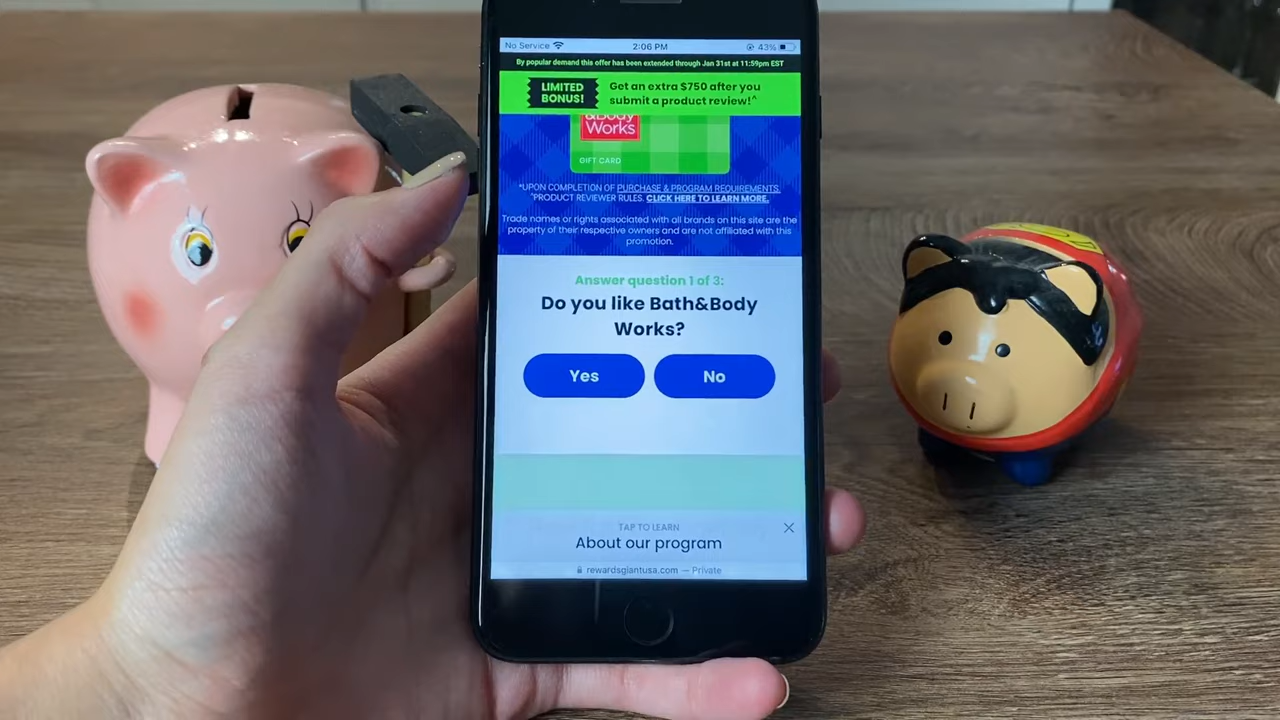 No Service
2:06 PM
43%
By popular demand this offer has been extended through Jan 31st at 11:59pm EST
LIMITED
BONUS!
Get an extra $750 after you
submit a product review!^
&Body
Works
GIFT CARD
*UPON COMPLETION OF PURCHASE & PROGRAM REQUIREMENTS.
^PRODUCT REVIEWER RULES. CLICK HERE TO LEARN MORE.
Trade names or rights associated with all brands on this site are the
property of their respective owners and are not affiliated with this
promotion.
Answer question 1 of 3:
Do you like Bath&Body
Works?
Yes
No
TAP TO LEARN
About our program
rewardsgiantusa.com — Private